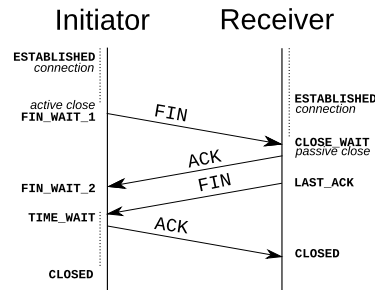 Initiator
Receiver
ESTABLISHED
connection
ESTABLISHED
connection
active close
FIN_WAIT_1
FIN
CLOSE_WAIT
passive close
ACK
FIN_WAIT_2
FIN
LAST_ACK
TIME_WAIT
ACK
CLOSED
CLOSED